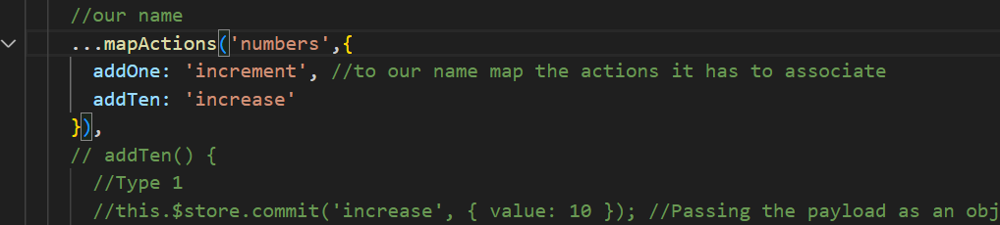 //our name
...mapActions('numbers',{
addOne: 'increment', //to our name map the actions it has to associate
addTen: 'increase'
}),
// addTen() {
//Type 1
//this.$store.commit('increase', { value: 10 }); //Passing the payload as an obj